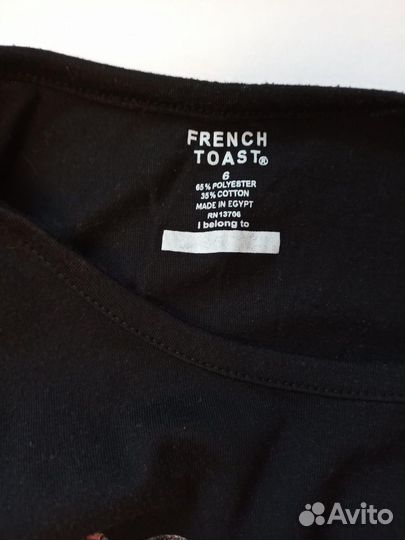 FRENCH
TOAST®
6
65% POLYESTER
35% COTTON
MADE IN EGYPT
RN13706
I belong to
Avito